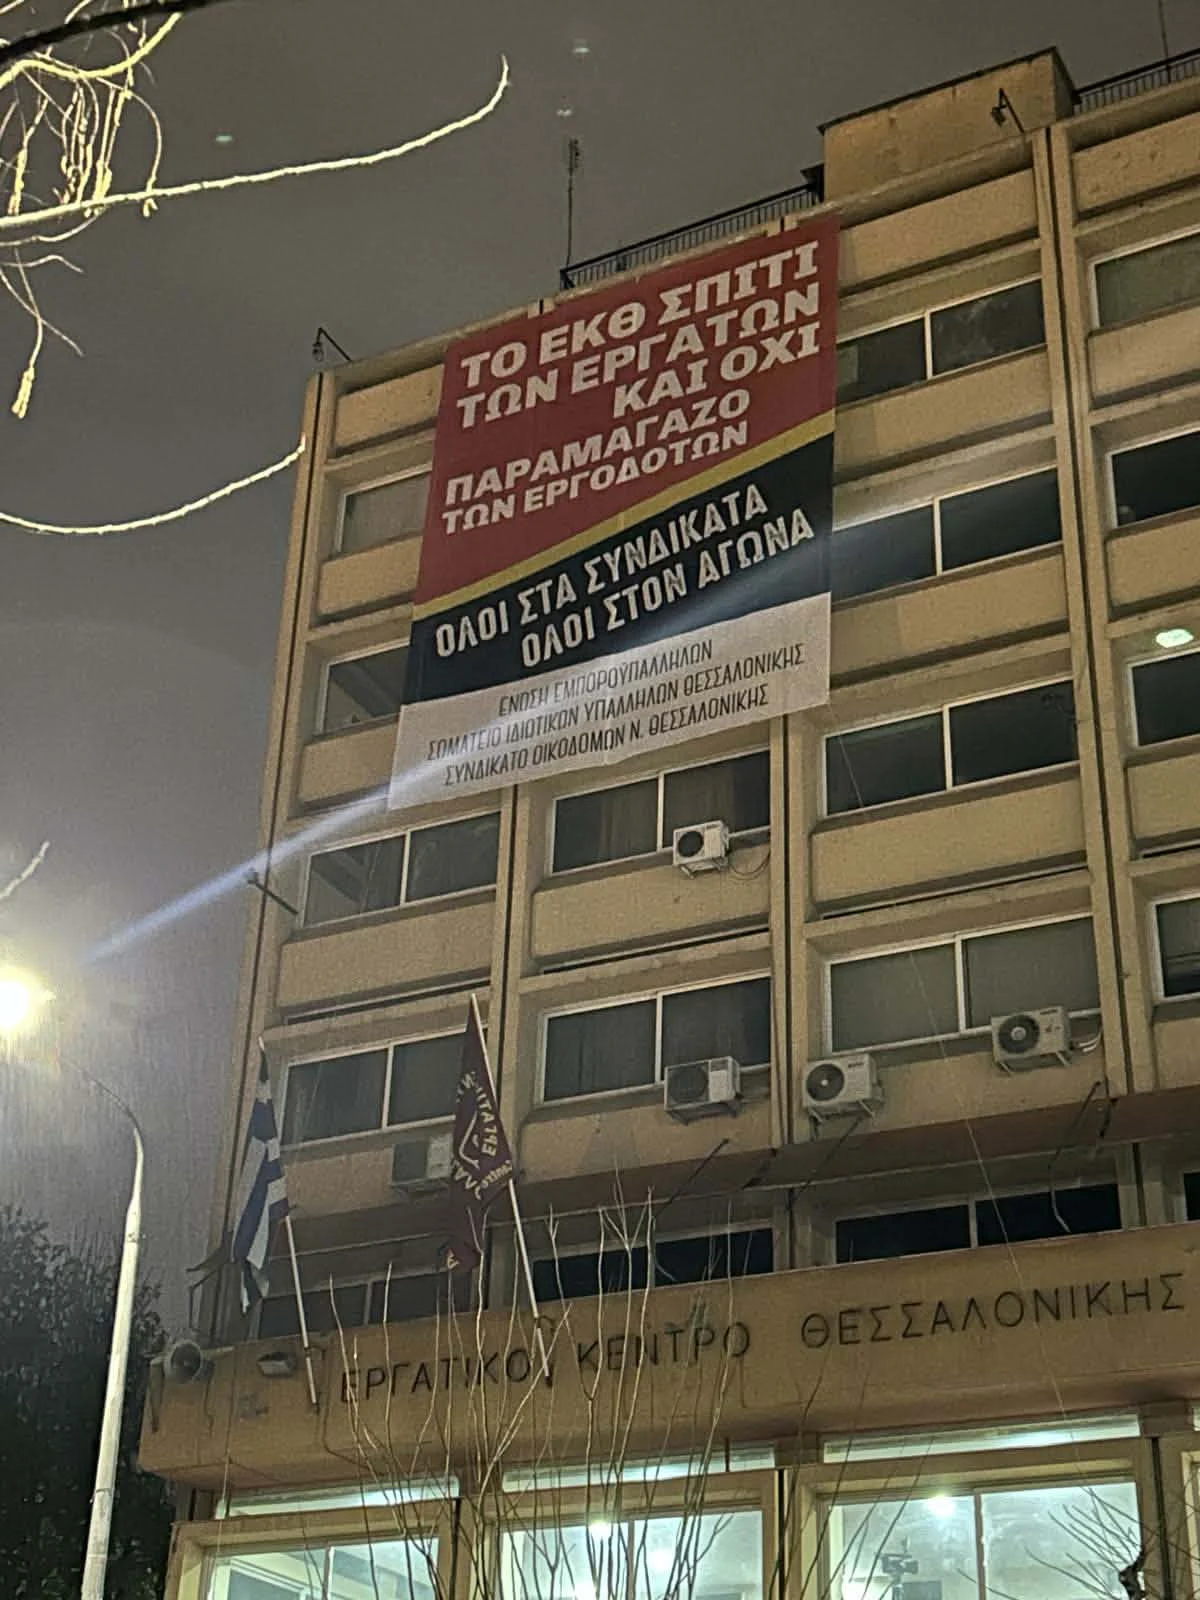 ΤΟ ΕΚΘ ΣΠΙΤΙ
ΤΩΝ ΕΡΓΑΤΩΝ
ΚΑΙ ΟΧΙ
ΠΑΡΑΜΑΓΑΖΟ
ΤΩΝ ΕΡΓΟΔΟΤΩΝ
ΟΛΟΙ ΣΤΑ ΣΥΝΔΙΚΑΤΑ
ΟΛΟΙ ΣΤΟΝ ΑΓΩΝΑ
ΕΝΩΣΗ ΕΜΠΟΡΟΫΠΑΛΛΗΛΩΝ
ΣΩΜΑΤΕΙΟ ΙΔΙΩΤΙΚΩΝ ΥΠΑΛΛΗΛΩΝ ΘΕΣΣΑΛΟΝΙΚΗΣ
ΣΥΝΔΙΚΑΤΟ ΟΙΚΟΔΟΜΩΝ Ν. ΘΕΣΣΑΛΟΝΙΚΗΣ
ΕΡΓΑΤΙΚΟ ΚΕΝΤΡΟ ΘΕΣΣΑΛΟΝΙΚΗΣ